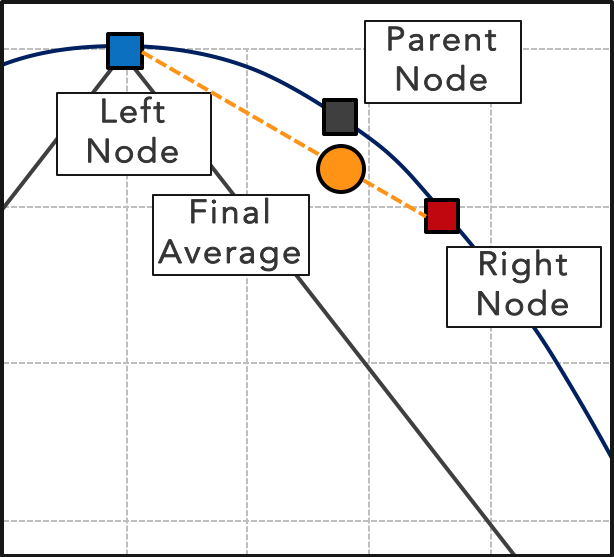 Parent
Node
Left
Node
Final
Average
Right
Node